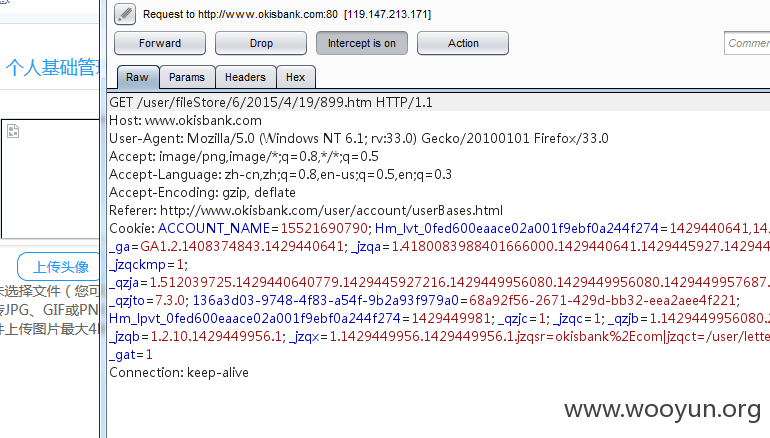 Request to http://www.okisbank.com:80 [119.147.213.171]
Forward Drop Intercept is on Action Comme
个人基础管
Raw Params Headers Hex
GET /user/fileStore/6/2015/4/19/899.htm HTTP/1.1
Host: www.okisbank.com
User-Agent: Mozilla/5.0 (Windows NT 6.1; rv:33.0) Gecko/20100101 Firefox/33.0
Accept: image/png,image/*;q=0.8,*/*;q=0.5
Accept-Language: zh-cn,zh;q=0.8,en-us;q=0.5,en;q=0.3
Accept-Encoding: gzip, deflate
Referer: http://www.okisbank.com/user/account/userBases.html
Cookie: ACCOUNT_NAME=15521690790; Hm_lvt_0fed600eaace02a001f9ebf0a244f274=1429440641,14
_ga=GA1.2.1408374843.1429440641; _jzqa=1.4180083988401666000.1429440641.1429445927.142944
_jzqckmp=1;
_qzja=1.512039725.1429440640779.1429445927216.1429449956080.1429449956080.1429449957687.
_qzjto=7.3.0; 136a3d03-9748-4f83-a54f-9b2a93f979a0=68a92f56-2671-429d-bb32-eea2aee4f221;
Hm_lpvt_0fed600eaace02a001f9ebf0a244f274=1429449981; _qzjc=1; _jzqc=1; _qzjb=1.1429449956080.
_jzqb=1.2.10.1429449956.1; _jzqx=1.1429449956.1429449956.1.jzqsr=okisbank%2Ecom|jzqct=/user/lette
_gat=1
Connection: keep-alive
上传头像
未选择文件（您可
传JPG、GIF或PN
件上传图片最大4
www.wooyun.org